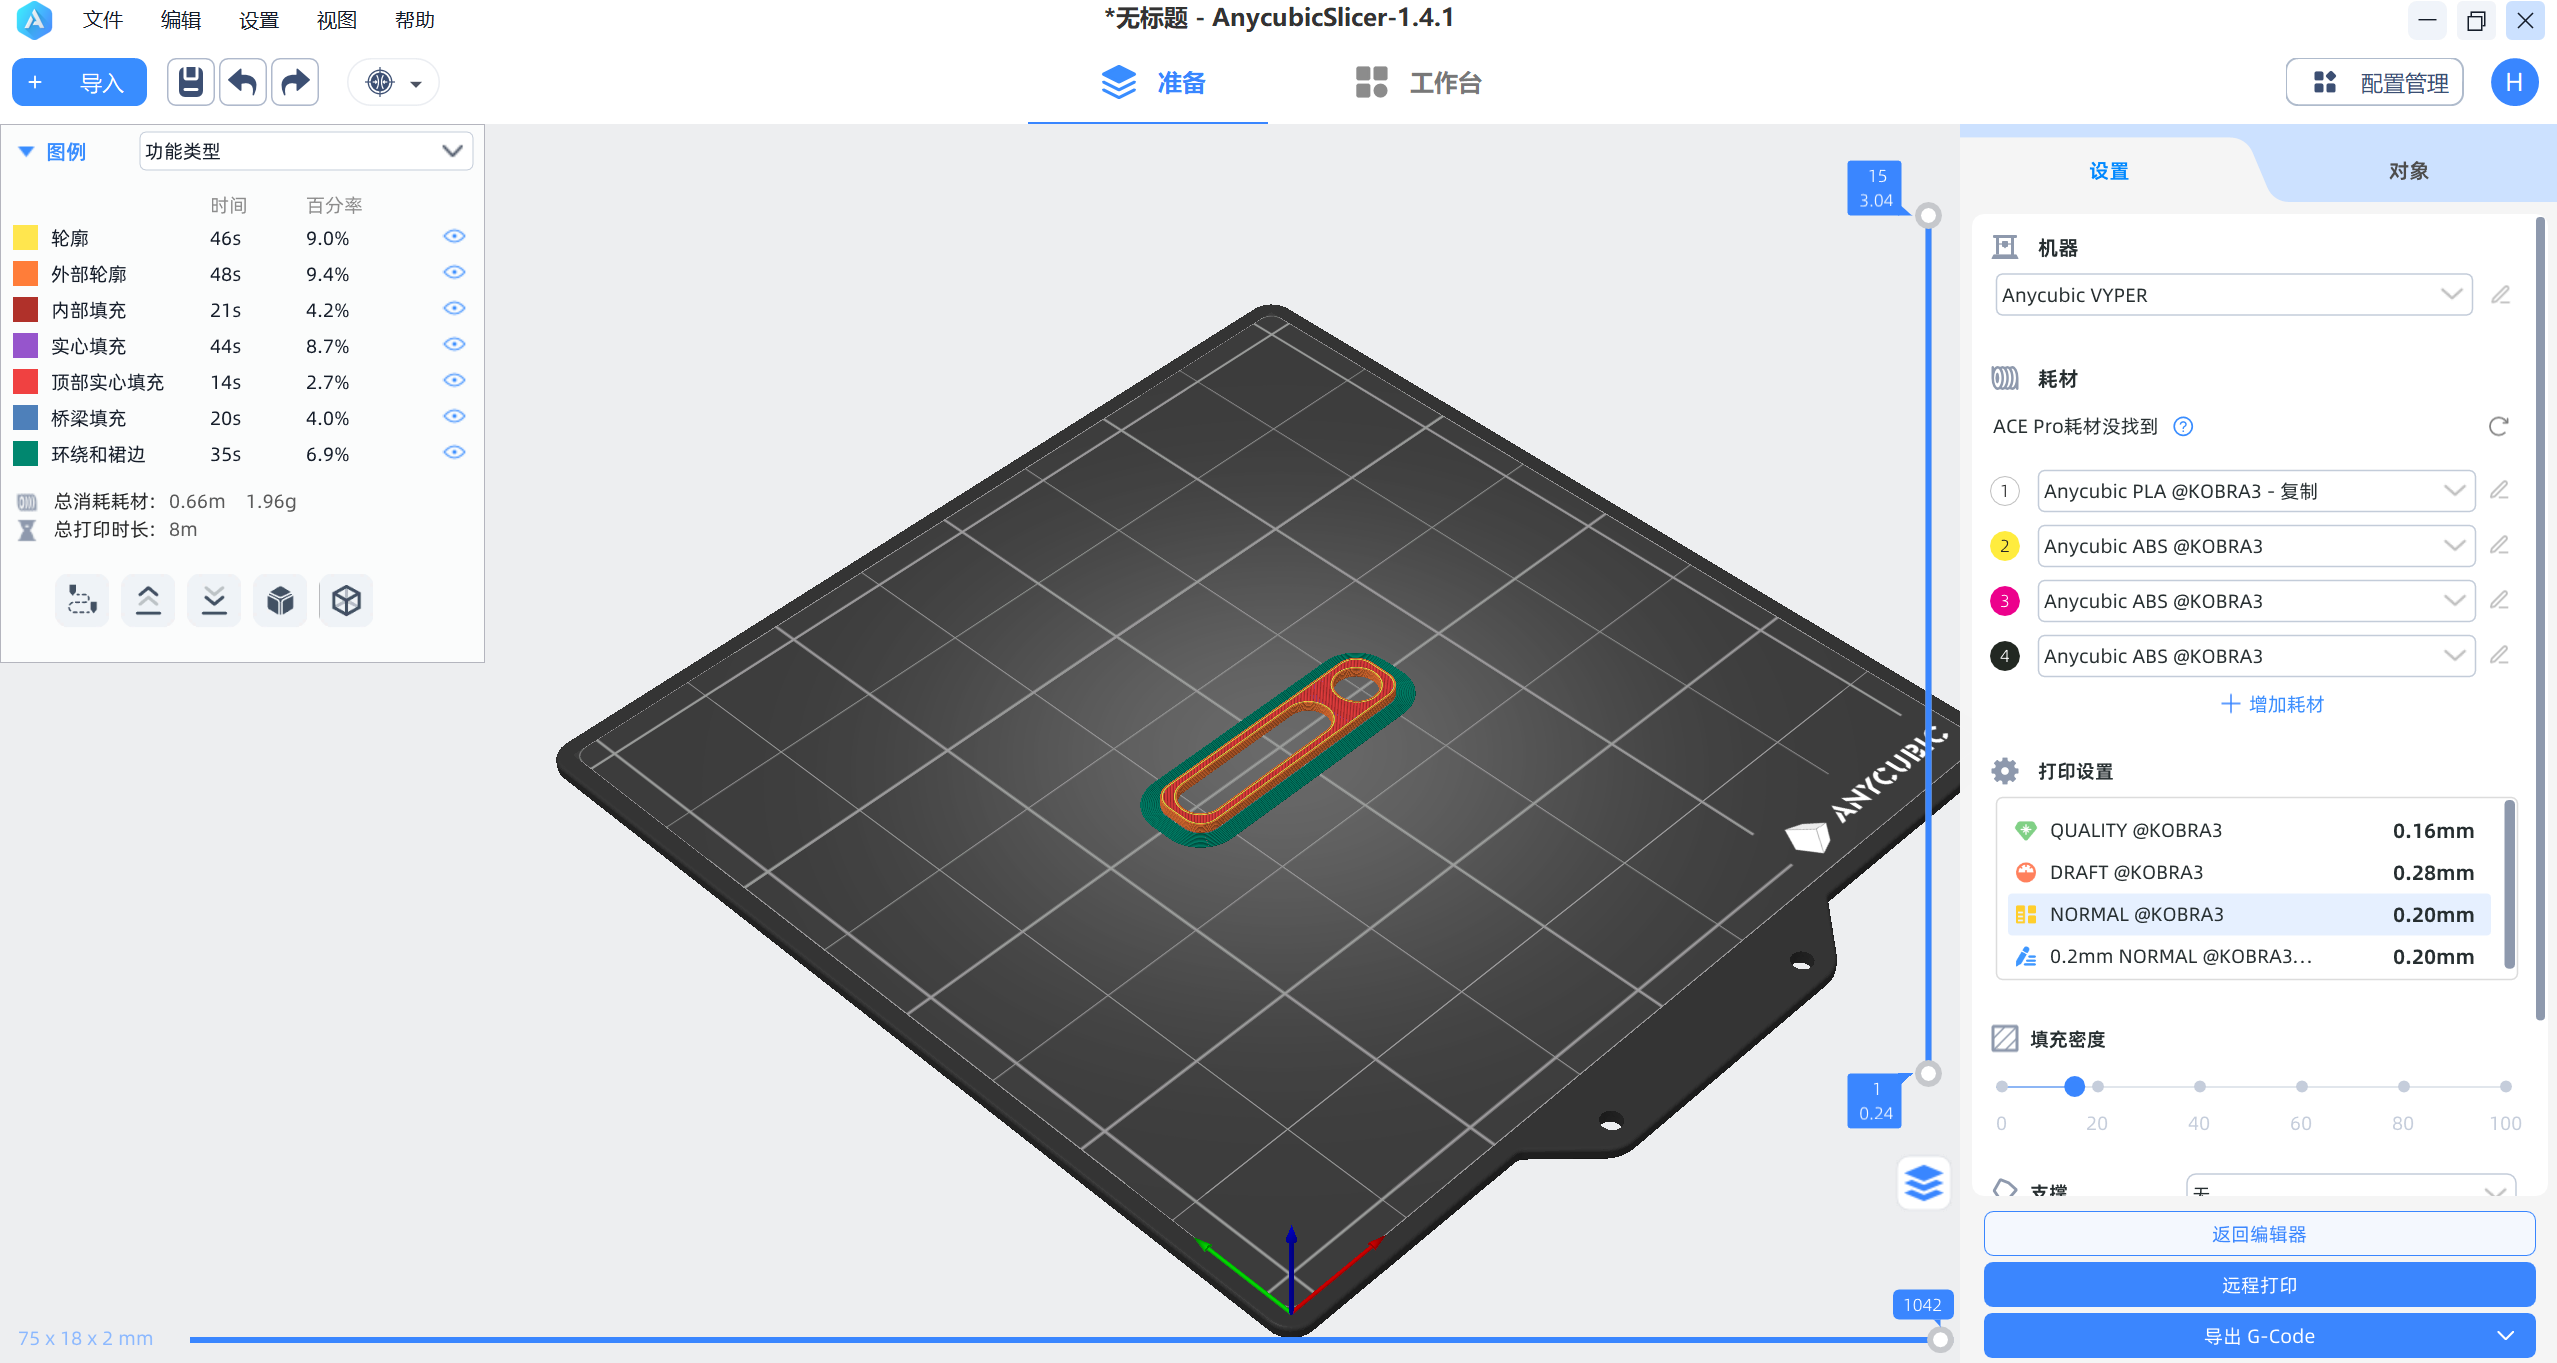 *无标题 - AnycubicSlicer-1.4.1
文件 编辑 设置 视图 帮助
+ 导入
准备
工作台
配置管理
H
图例 功能类型
时间 百分率
轮廓 46s 9.0%
外部轮廓 48s 9.4%
内部填充 21s 4.2%
实心填充 44s 8.7%
顶部实心填充 14s 2.7%
桥梁填充 20s 4.0%
环绕和裙边 35s 6.9%
总消耗耗材: 0.66m 1.96g
总打印时长: 8m
15
3.04
ANYCUBIC
1
0.24
1042
75 x 18 x 2 mm
设置
对象
机器
Anycubic VYPER
耗材
ACE Pro耗材没找到 ?
1 Anycubic PLA @KOBRA3 - 复制
2 Anycubic ABS @KOBRA3
3 Anycubic ABS @KOBRA3
4 Anycubic ABS @KOBRA3
+ 增加耗材
打印设置
QUALITY @KOBRA3 0.16mm
DRAFT @KOBRA3 0.28mm
NORMAL @KOBRA3 0.20mm
0.2mm NORMAL @KOBRA3... 0.20mm
填充密度
0 20 40 60 80 100
支撑 无
返回编辑器
远程打印
导出 G-Code